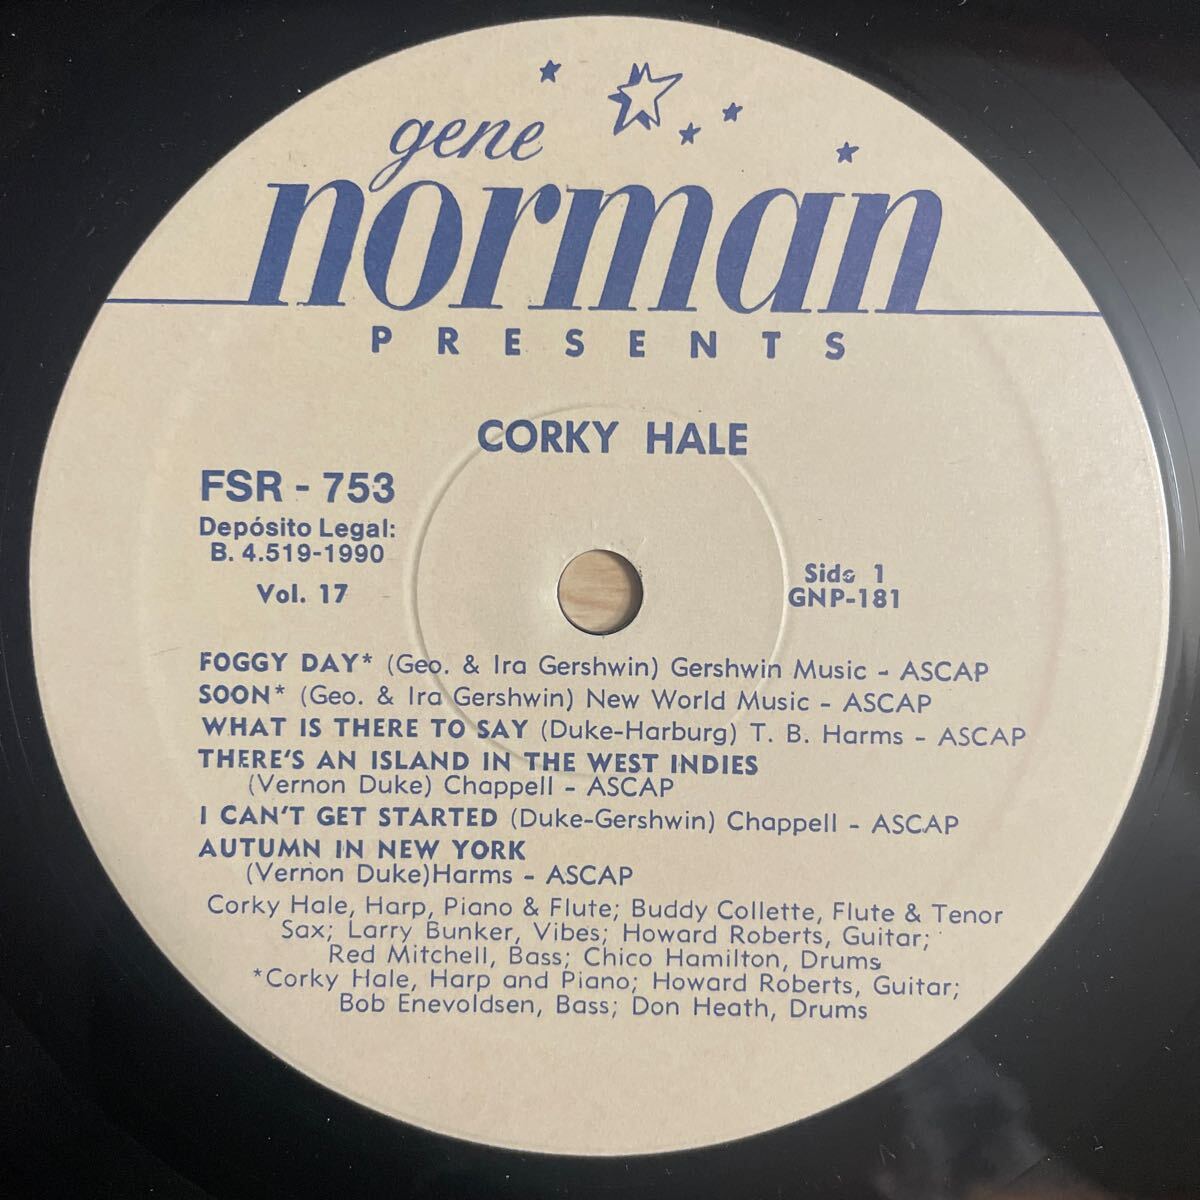 gene
norman
PRESENTS
CORKY HALE
FSR - 753
Depósito Legal:
B. 4.519-1990
Vol. 17
Side 1
GNP-181
FOGGY DAY* (Geo. & Ira Gershwin) Gershwin Music - ASCAP
SOON* (Geo. & Ira Gershwin) New World Music - ASCAP
WHAT IS THERE TO SAY (Duke-Harburg) T. B. Harms - ASCAP
THERE'S AN ISLAND IN THE WEST INDIES
(Vernon Duke) Chappell - ASCAP
I CAN'T GET STARTED (Duke-Gershwin) Chappell - ASCAP
AUTUMN IN NEW YORK
(Vernon Duke)Harms - ASCAP
Corky Hale, Harp, Piano & Flute; Buddy Collette, Flute & Tenor
Sax; Larry Bunker, Vibes; Howard Roberts, Guitar;
Red Mitchell, Bass; Chico Hamilton, Drums
*Corky Hale, Harp and Piano; Howard Roberts, Guitar;
Bob Enevoldsen, Bass; Don Heath, Drums